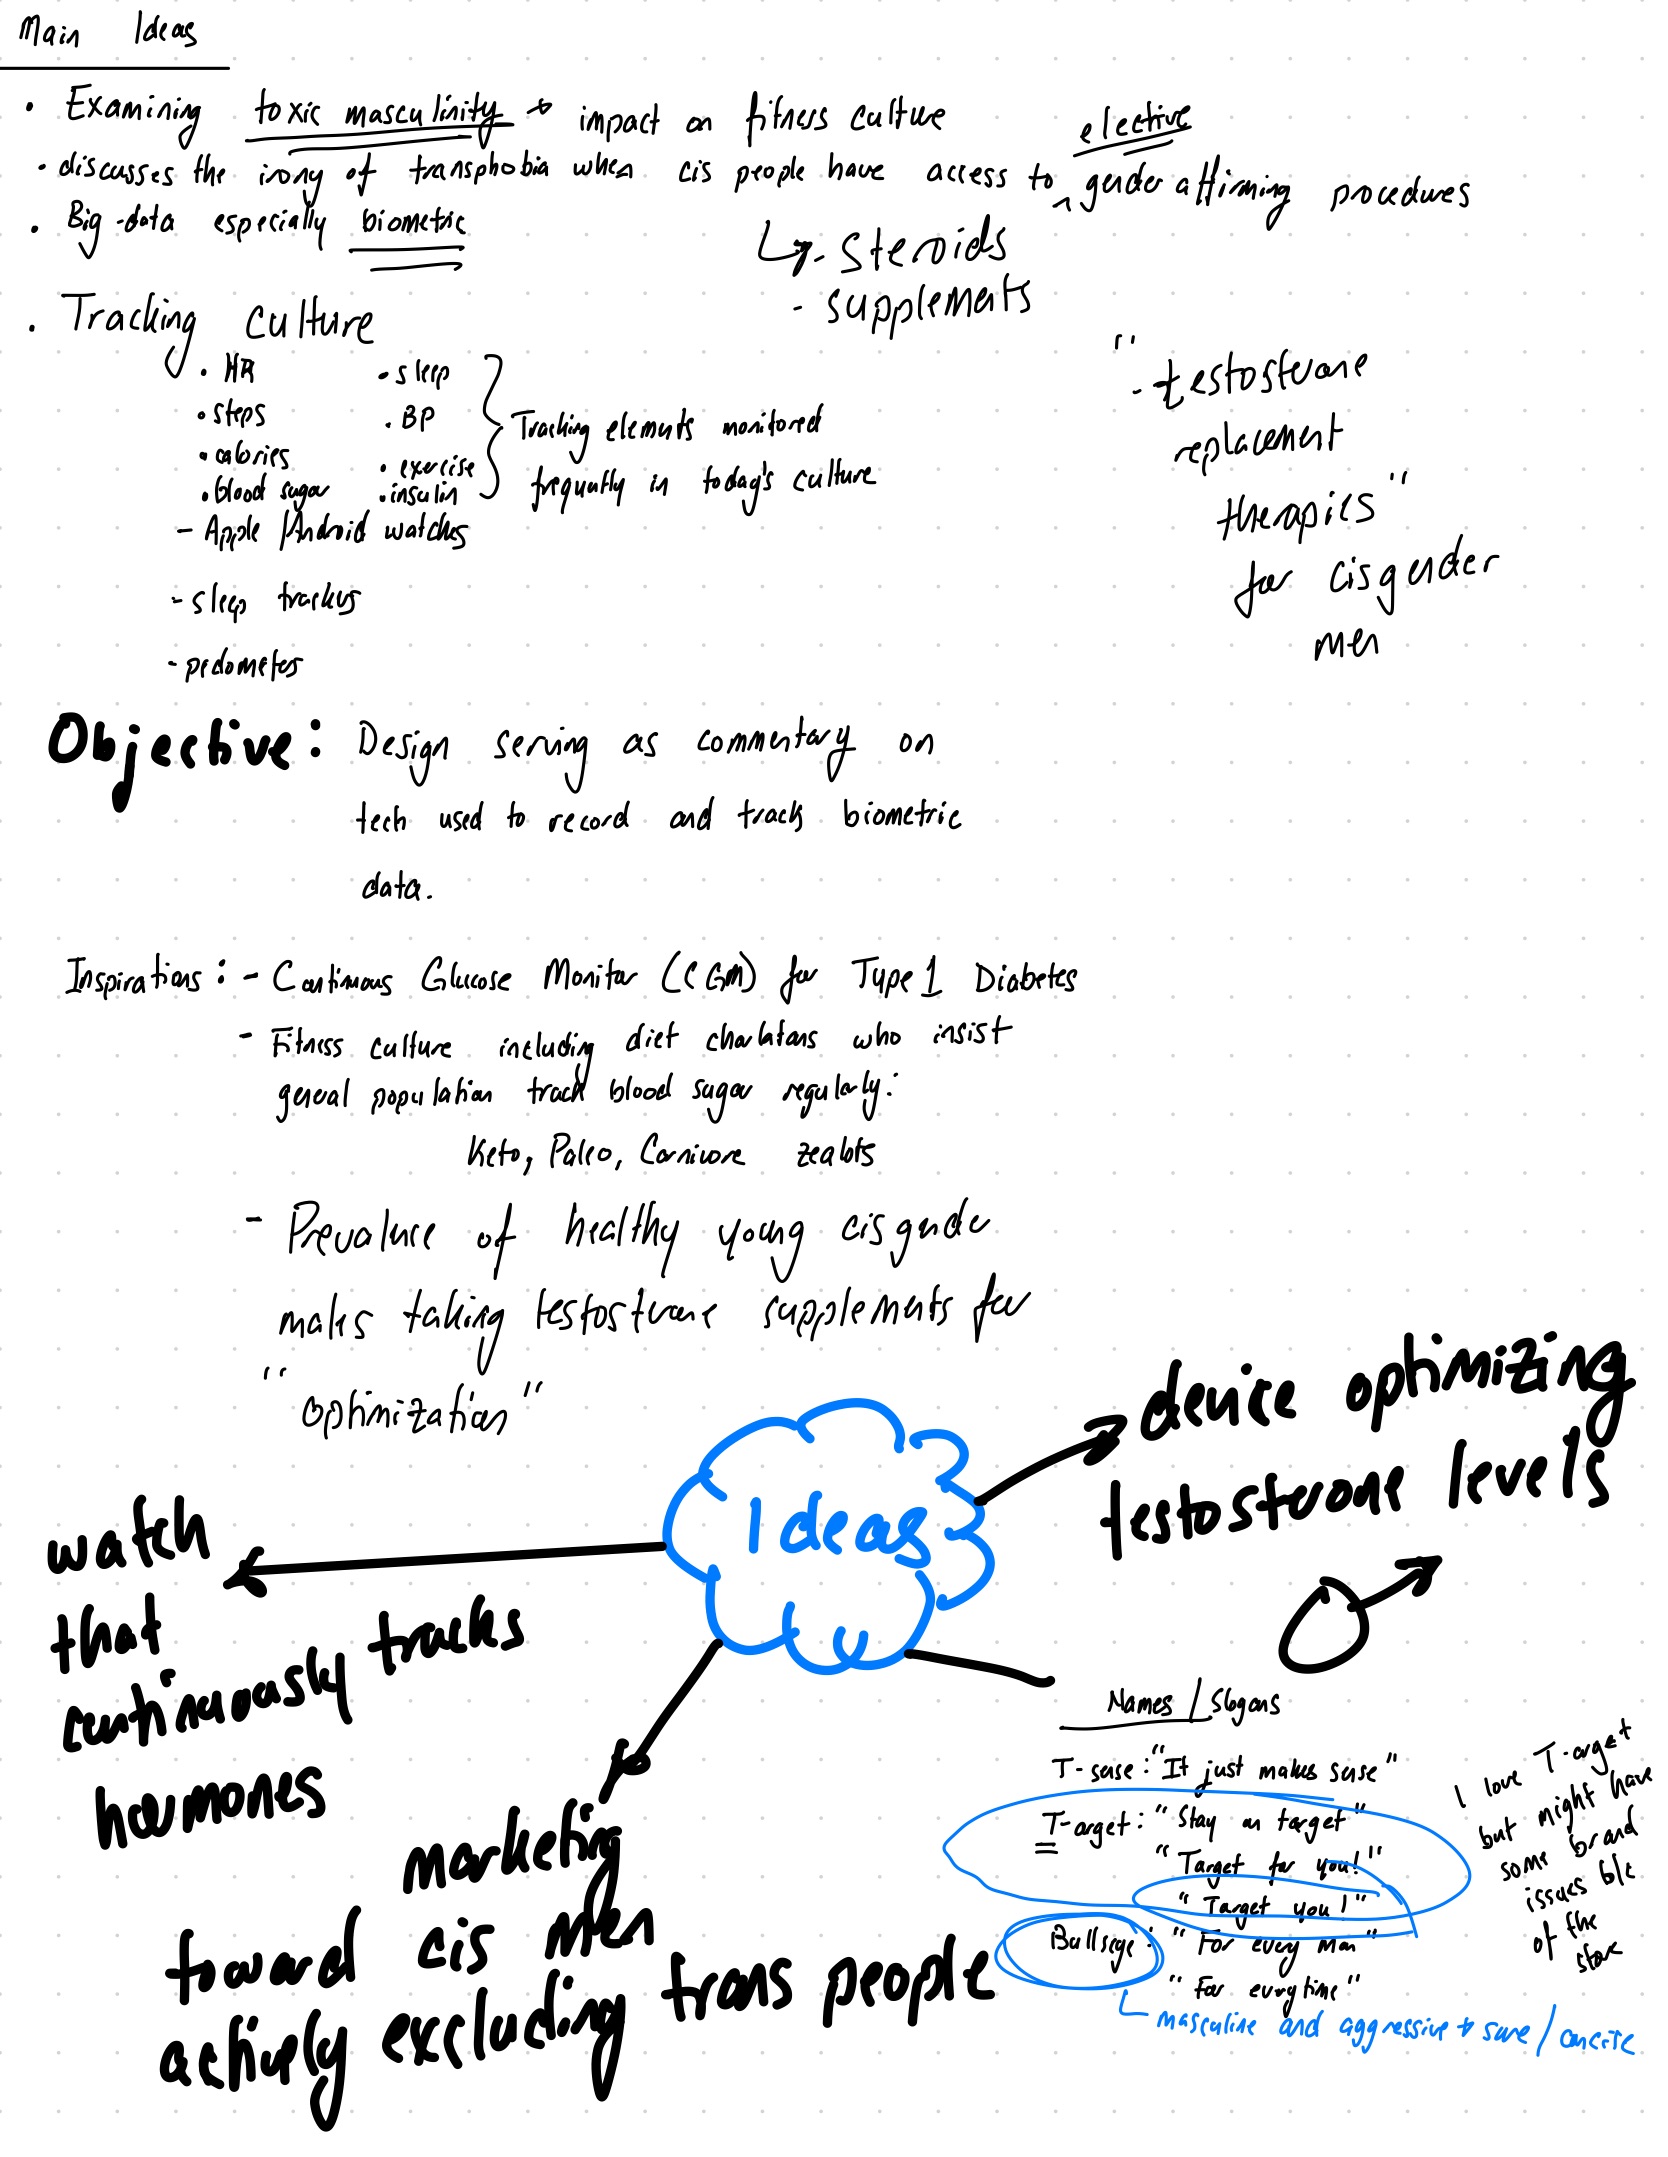 Main Ideas
• Examining toxic masculinity + impact on fitness culture
elective
• discusses the irony of transphobia when cis people have access to ^ gender affirming procedures
• Big-data especially biometric
- steroids
- supplements
• Tracking culture
"
- testosterone
replacement
therapies"
for cisgender
men
• HR • sleep
• steps • BP
• calories • exercise
• blood sugar • insulin
Tracking elements monitored
frequently in today's culture
- Apple/Android watches
- sleep trackers
- pedometers
Objective: Design serving as commentary on
tech used to record and track biometric
data.
Inspirations: - Continuous Glucose Monitor (CGM) for Type 1 Diabetes
- Fitness culture including diet charlatans who insist
general population track blood sugar regularly:
Keto, Paleo, Carnivore zealots
- Prevalence of healthy young cisgender
males taking testosterone supplements for
"optimization"
Ideas
device optimizing
testosterone levels
watch
that
continuously tracks
hormones
marketing
toward cis men
actively excluding trans people
Names / Slogans
T-sense: "It just makes sense"
T-arget: "Stay on target"
"Target for you!"
"Target you!"
Bullseye: "For every man"
"For everytime"
masculine and aggressive + sure / concise
I love T-arget
but might have
some brand
issues b/c
of the
store